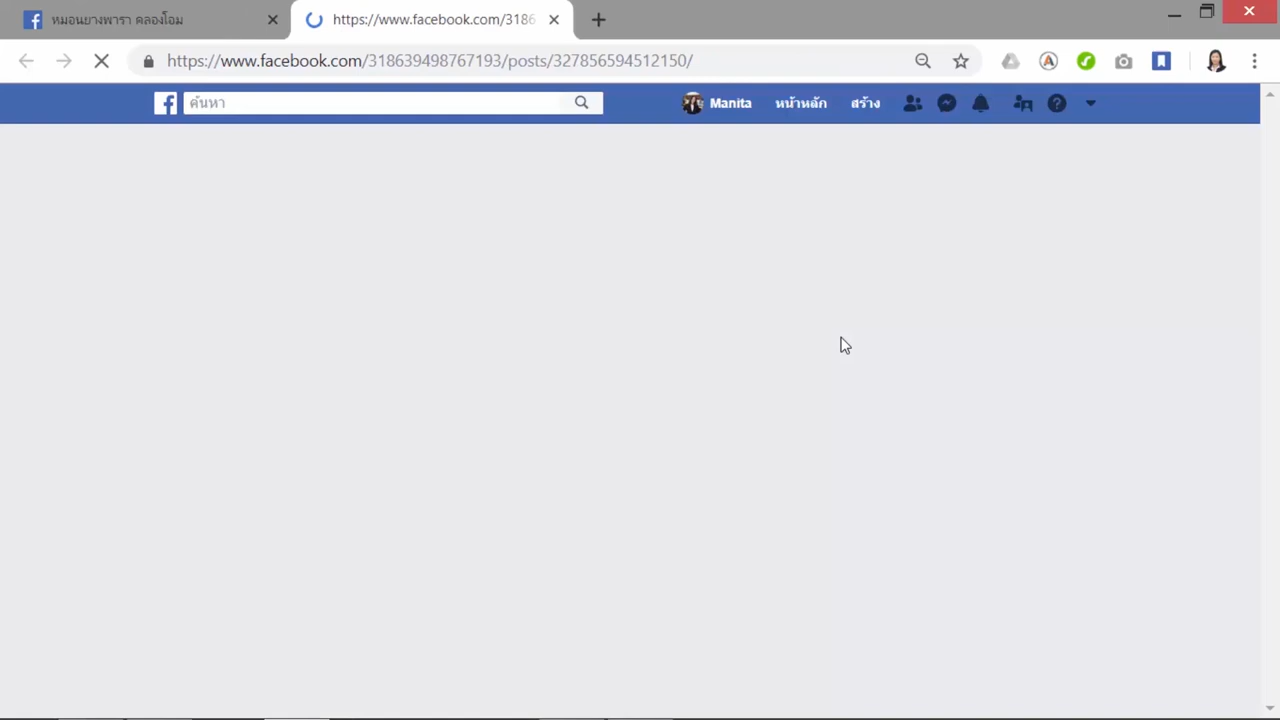 หมอนยางพารา คลองโอม
https://www.facebook.com/3186
https://www.facebook.com/318639498767193/posts/327856594512150/
ค้นหา
Manita
หน้าหลัก
สร้าง